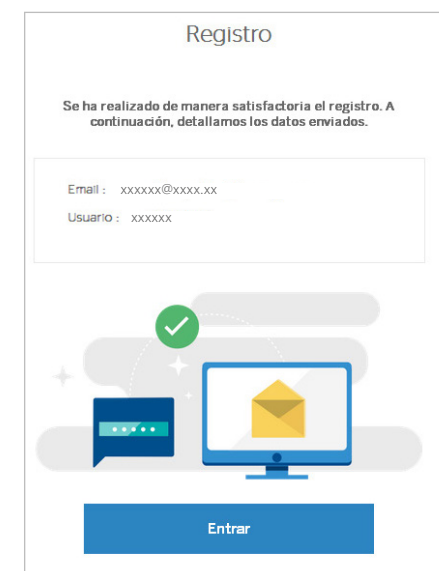 Registro
Se ha realizado de manera satisfactoria el registro. A
continuación, detallamos los datos enviados.
Email : xxxxxx@xxxx.xx
Usuario : xxxxxx
Entrar